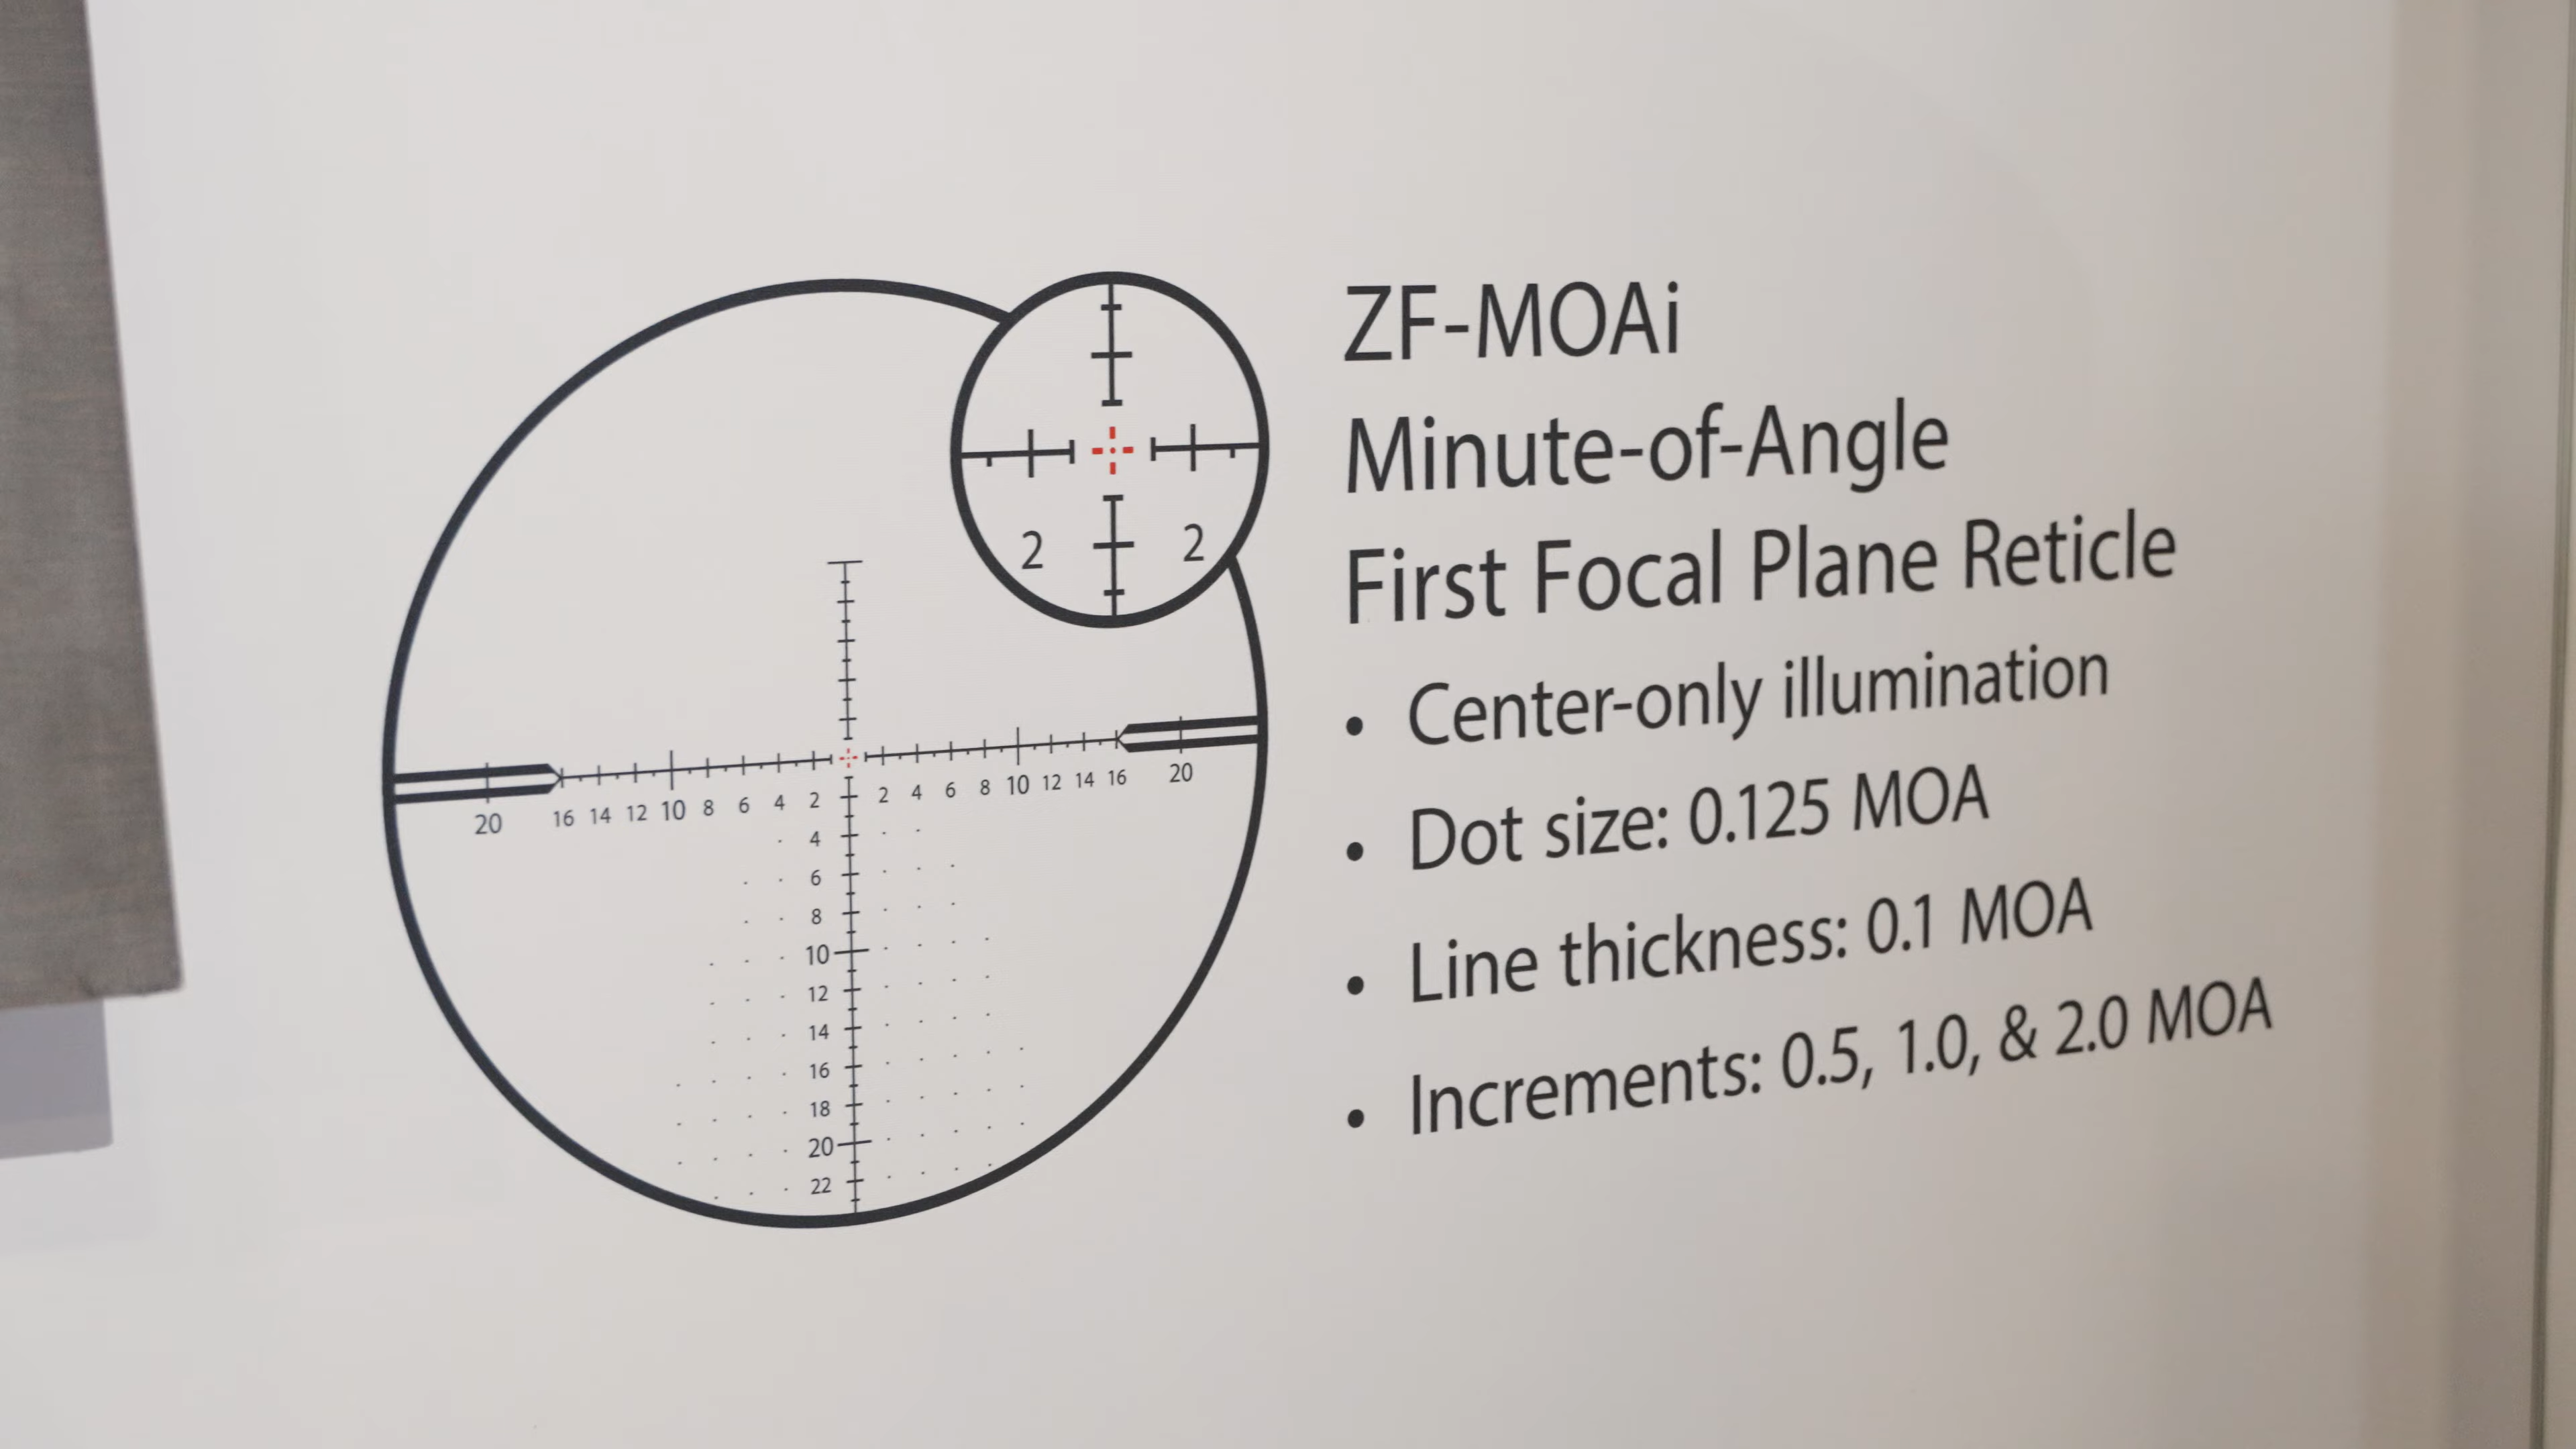 ZF-MOAi
Minute-of-Angle
First Focal Plane Reticle
• Center-only illumination
• Dot size: 0.125 MOA
• Line thickness: 0.1 MOA
• Increments: 0.5, 1.0, & 2.0 MOA
2 2
20 16 14 12 10 8 6 4 2 2 4 6 8 10 12 14 16 20
4
6
8
10
12
14
16
18
20
22